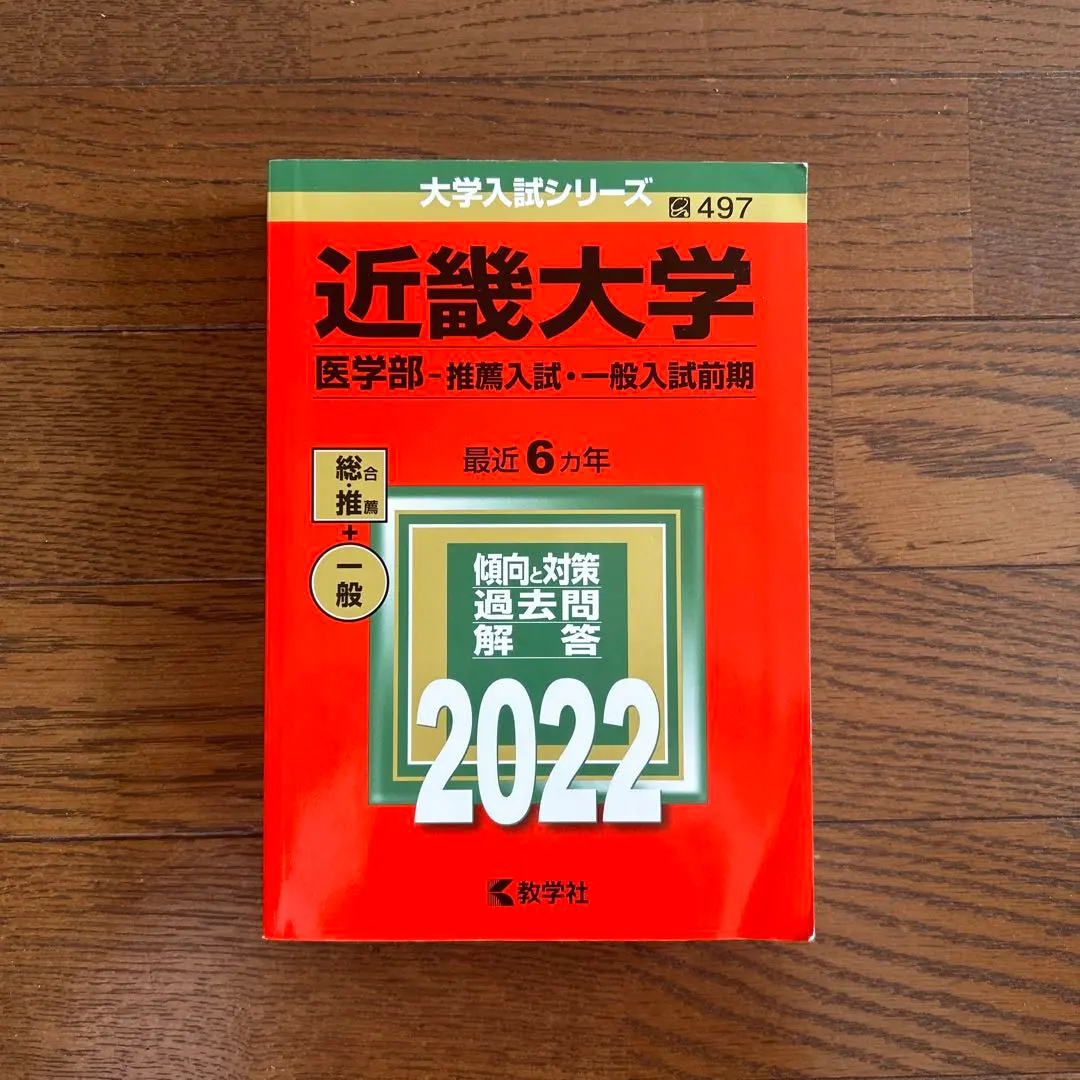 大学入試シリーズ
497
近畿大学
医学部-推薦入試・一般入試前期
最近6カ年
総合・推薦
+
一般
傾向と対策
過去問
解答
2022
教学社